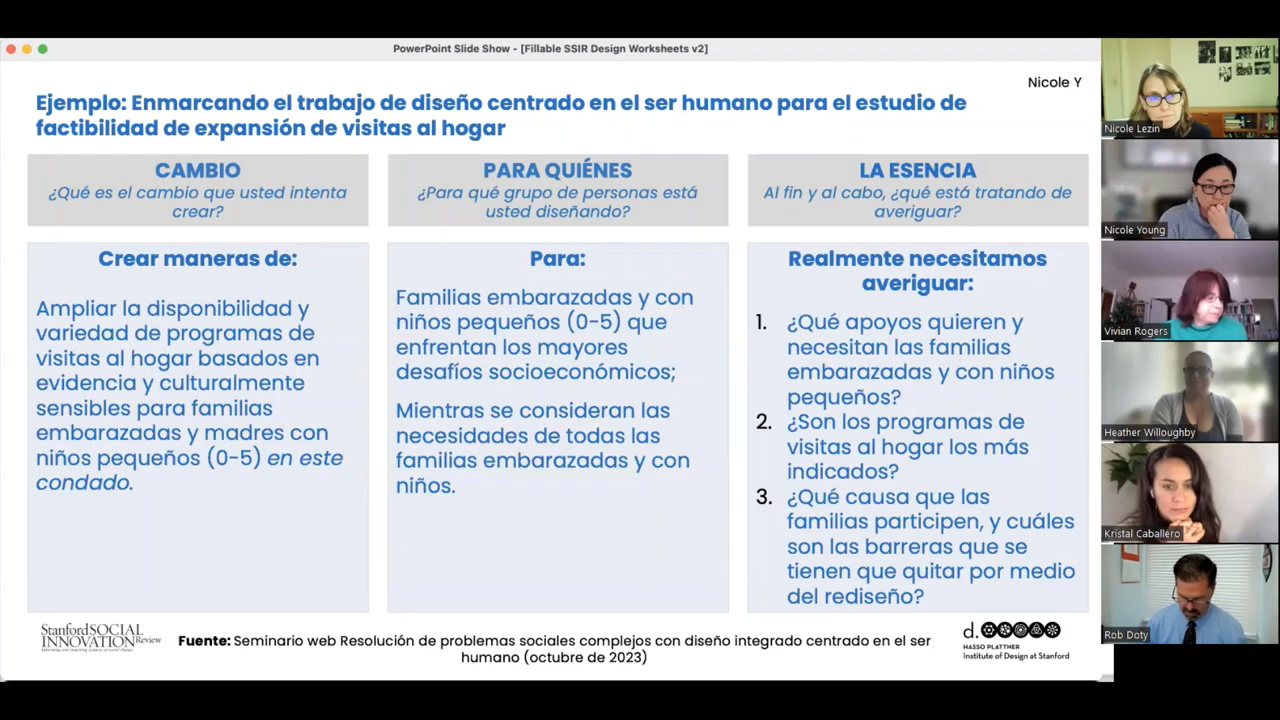 PowerPoint Slide Show - [Fillable SSIR Design Worksheets v2]
Nicole Y
Ejemplo: Enmarcando el trabajo de diseño centrado en el ser humano para el estudio de
factibilidad de expansión de visitas al hogar
CAMBIO
¿Qué es el cambio que usted intenta
crear?
PARA QUIÉNES
¿Para qué grupo de personas está
usted diseñando?
LA ESENCIA
Al fin y al cabo, ¿qué está tratando de
averiguar?
Crear maneras de:
Ampliar la disponibilidad y
variedad de programas de
visitas al hogar basados en
evidencia y culturalmente
sensibles para familias
embarazadas y madres con
niños pequeños (0-5) en este
condado.
Para:
Familias embarazadas y con
niños pequeños (0-5) que
enfrentan los mayores
desafíos socioeconómicos;
Mientras se consideran las
necesidades de todas las
familias embarazadas y con
niños.
Realmente necesitamos
averiguar:
1. ¿Qué apoyos quieren y
necesitan las familias
embarazadas y con niños
pequeños?
2. ¿Son los programas de
visitas al hogar los más
indicados?
3. ¿Qué causa que las
familias participen, y cuáles
son las barreras que se
tienen que quitar por medio
del rediseño?
Stanford SOCIAL
INNOVATION Review
Fuente: Seminario web Resolución de problemas sociales complejos con diseño integrado centrado en el ser
humano (octubre de 2023)
d.
HASSO PLATTNER
Institute of Design at Stanford
Nicole Lezin
Nicole Young
Vivian Rogers
Heather Willoughby
Kristal Caballero
Rob Doty